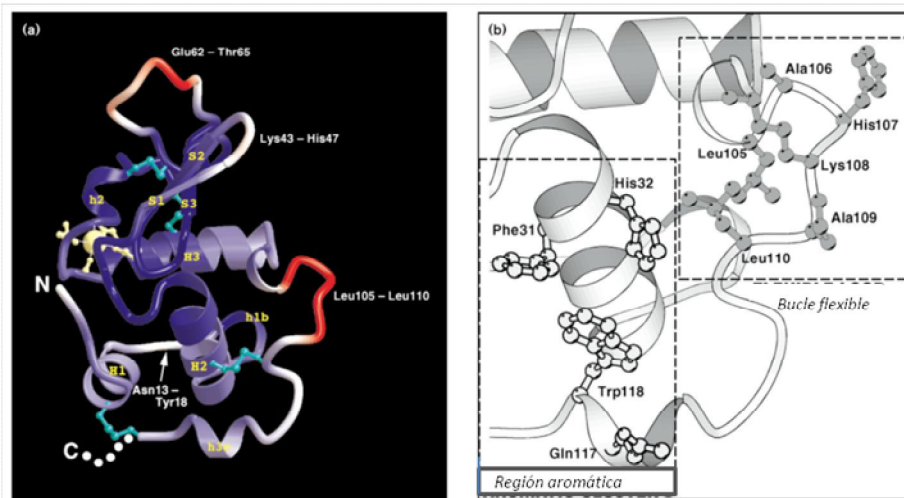 (a)
Glu62 – Thr65
Lys43 – His47
S2
S1
S3
h2
H3
N
Leu105 – Leu110
h1b
H1
H2
Asn13 –
Tyr18
C
(b)
Ala106
His107
Leu105
Lys108
His32
Phe31
Ala109
Leu110
Bucle flexible
Trp118
Gln117
Región aromática